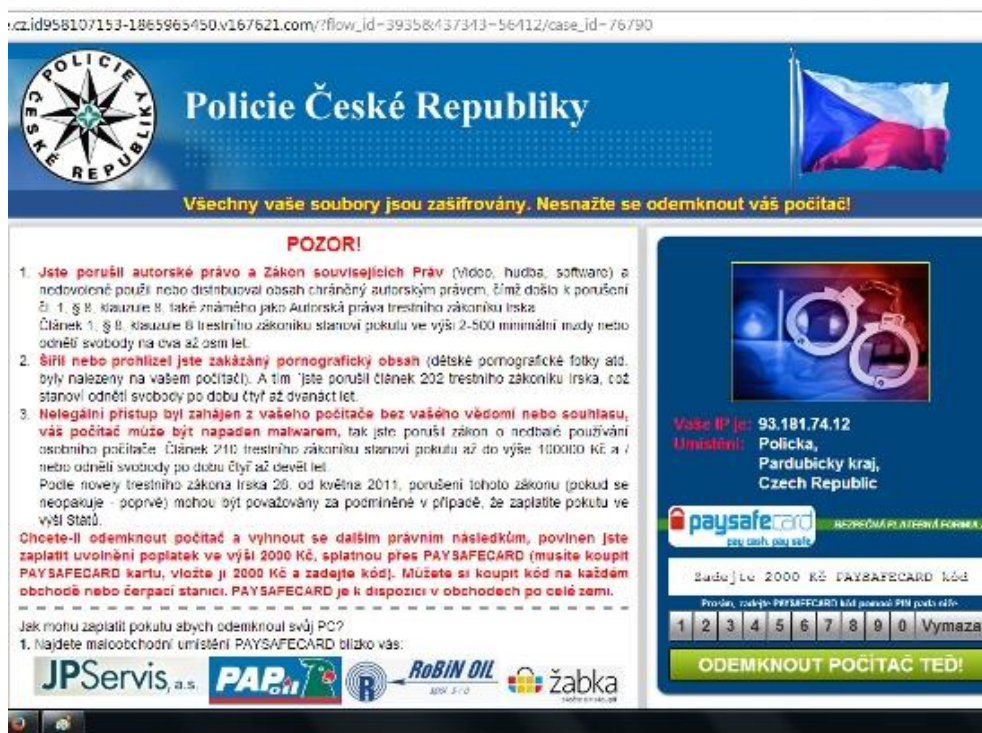 e.cz.id958107153-1865965450.v167621.com/?flow_id=39358&437343=56412/case_id=76790
POLICIE ČESKÉ REPUBLIKY
Policie České Republiky
Všechny vaše soubory jsou zašifrovány. Nesnažte se odemknout váš počítač!
POZOR!
1. Jste porušil autorské právo a Zákon souvisejících Práv (Video, hudba, software) a
nedovoleně použil nebo distribuoval obsah chráněný autorským právem, čímž došlo k porušení
čl. 1, § 8, klauzule 8, také známého jako Autorská práva trestního zákoníku Irska
Článek 1, § 8, klauzule 8 trestního zákoníku stanoví pokutu ve výši 2-500 minimální mzdy nebo
odnětí svobody na dva až osm let.
2. Šířil nebo prohlížel jste zakázáný pornografický obsah (dětské pornografické fotky atd.
byly nalezeny na vašem počítači). A tím ˇjste porušil článek 202 trestního zákoníku Irska, což
stanoví odnětí svobody po dobu čtyř až dvanáct let.
3. Nelegální přístup byl zahájen z vašeho počítače bez vašého vědomí nebo souhlasu,
váš počítač může být napaden malwarem, tak jste porušil zákon o nedbalé používání
osobního počítače. Článek 210 trestního zákoníku stanoví pokutu až do výše 100000 Kč a /
nebo odnětí svobody po dobu čtyř až devět let.
Podle novely trestního zákona Irska 28. od května 2011, porušení tohoto zákonu (pokud se
neopakuje - poprvé) mohou být považovány za podmíněné v případě, že zaplatíte pokutu ve
výši Států.
Chcete-li odemknout počítač a vyhnout se dalším právním následkům, povinen jste
zaplatit uvolnění poplatek ve výši 2000 Kč, splatnou přes PAYSAFECARD (musíte koupit
PAYSAFECARD kartu, vložte ji 2000 Kč a zadejte kód). Můžete si koupit kód na každém
obchodě nebo čerpací stanici. PAYSAFECARD je k dispozici v obchodech po celé zemi.
Jak mohu zaplatit pokutu abych odemknoul svůj PC?
1. Najdete maloobchodní umístění PAYSAFECARD blízko vás:
JPServis, a.s. PAP oil RoBiN OIL spol. s r.o. žabka
Vaše IP je: 93.181.74.12
Umístění: Policka,
Pardubicky kraj,
Czech Republic
paysafecard BEZPEČNÁ PLATEBNÁ FORMULÁ
pay cash. pay safe.
Zadejte 2000 Kč PAYSAFECARD kód
Prosím, zadejte PAYSAFECARD kód pomocí PIN padu níže
1 2 3 4 5 6 7 8 9 0 Vymaza
ODEMKNOUT POČÍTAČ TEĎ!